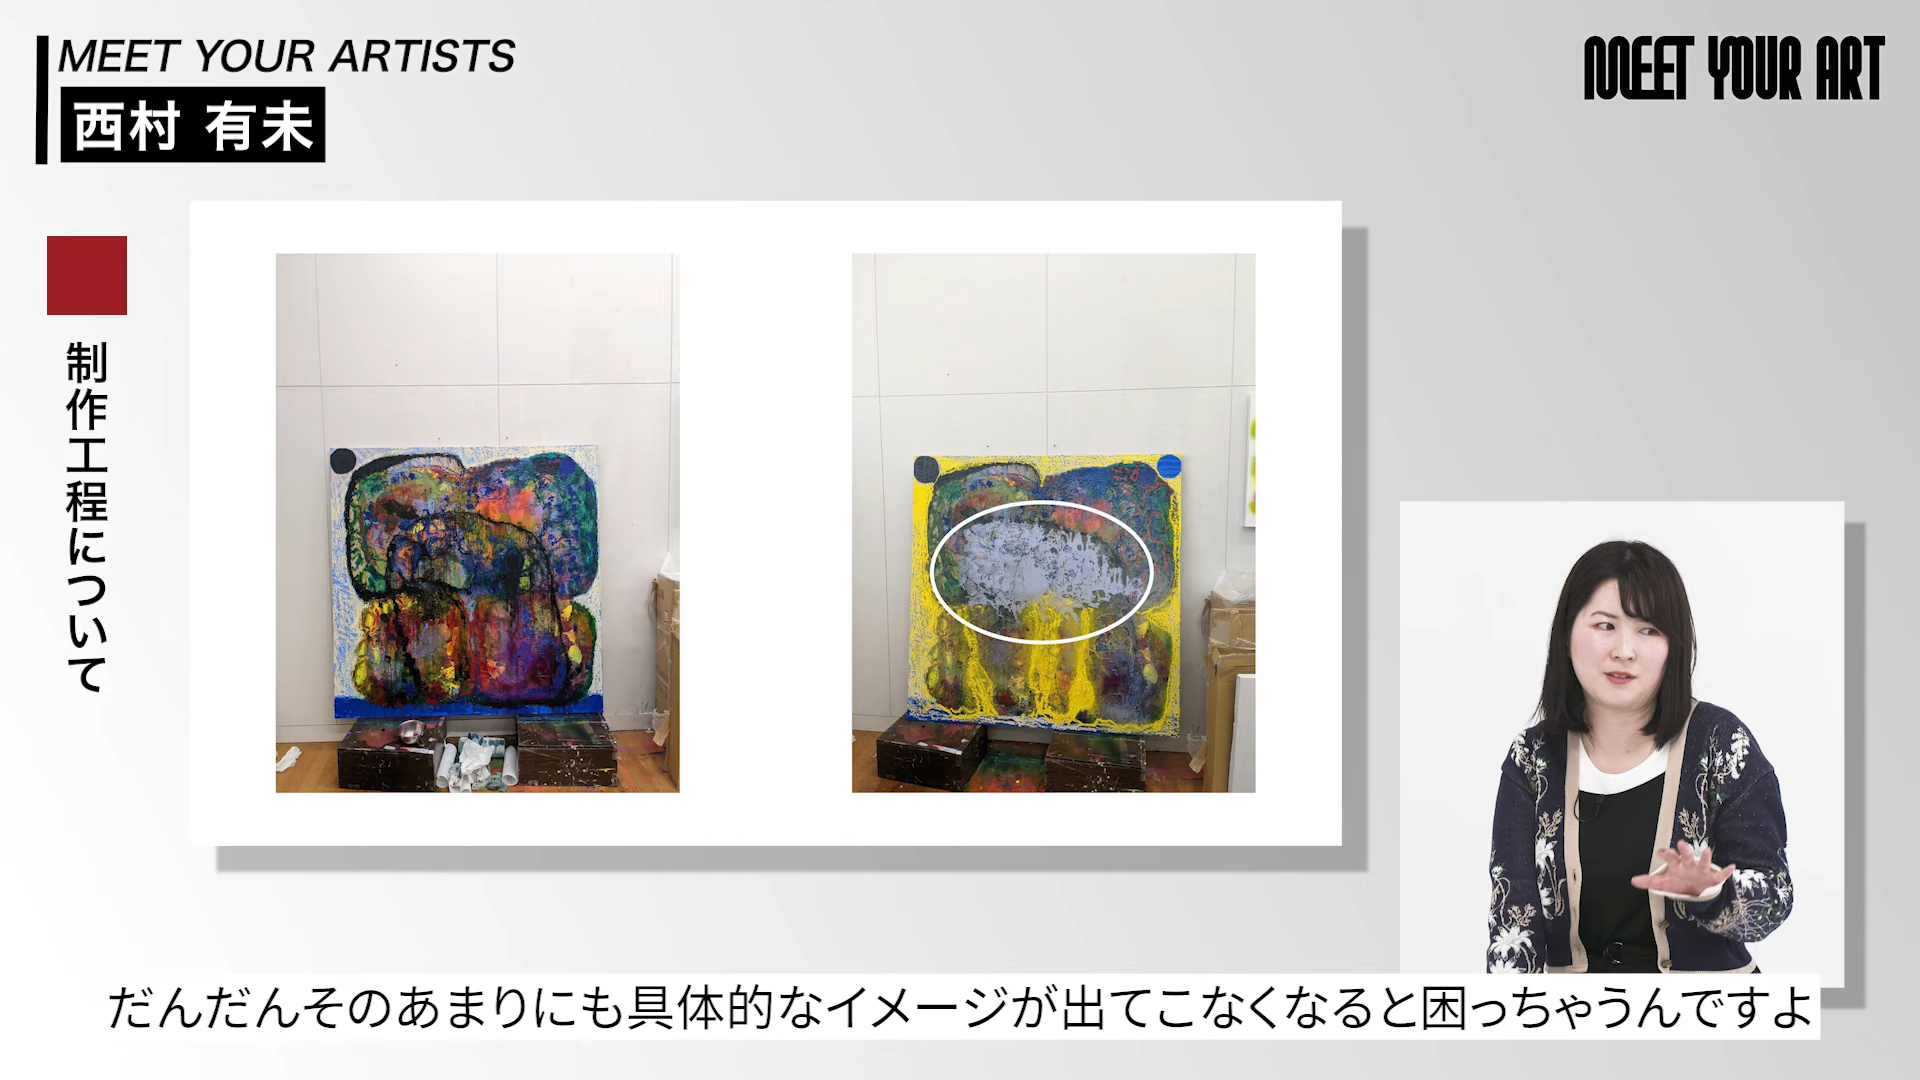 MEET YOUR ARTISTS
西村 有未
MEET YOUR ART
制作工程について
だんだんそのあまりにも具体的なイメージが出てこなくなると困っちゃうんですよ